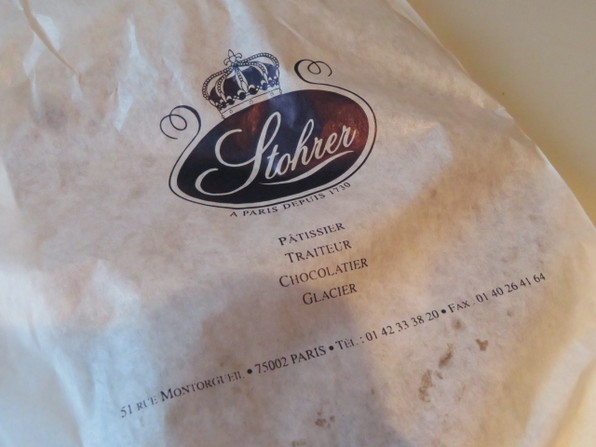 Stohrer
A PARIS DEPUIS 1730
PÂTISSIER
TRAITEUR
CHOCOLATIER
GLACIER
51 RUE MONTORGUEIL • 75002 PARIS • TÉL. : 01 42 33 38 20 • FAX : 01 40 26 41 64